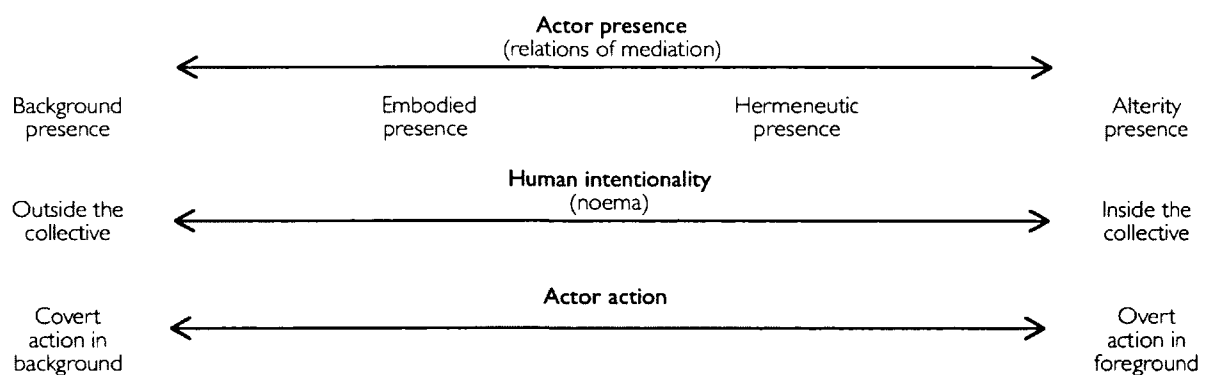 Actor presence
(relations of mediation)
Background
presence
Embodied
presence
Hermeneutic
presence
Alterity
presence
Human intentionality
(noema)
Outside the
collective
Inside the
collective
Actor action
Covert
action in
background
Overt
action in
foreground